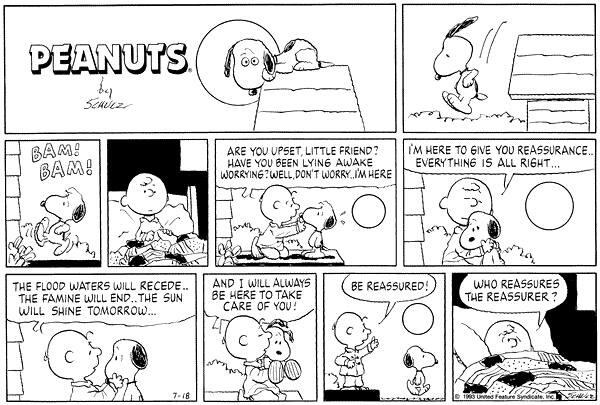 PEANUTS®
by
SCHULZ
BAM!
BAM!
ARE YOU UPSET, LITTLE FRIEND?
HAVE YOU BEEN LYING AWAKE
WORRYING? WELL, DON'T WORRY..I'M HERE
I'M HERE TO GIVE YOU REASSURANCE..
EVERYTHING IS ALL RIGHT...
THE FLOOD WATERS WILL RECEDE..
THE FAMINE WILL END..THE SUN
WILL SHINE TOMORROW...
7-18
AND I WILL ALWAYS
BE HERE TO TAKE
CARE OF YOU!
BE REASSURED!
WHO REASSURES
THE REASSURER?
© 1993 United Feature Syndicate, Inc.
SCHULZ